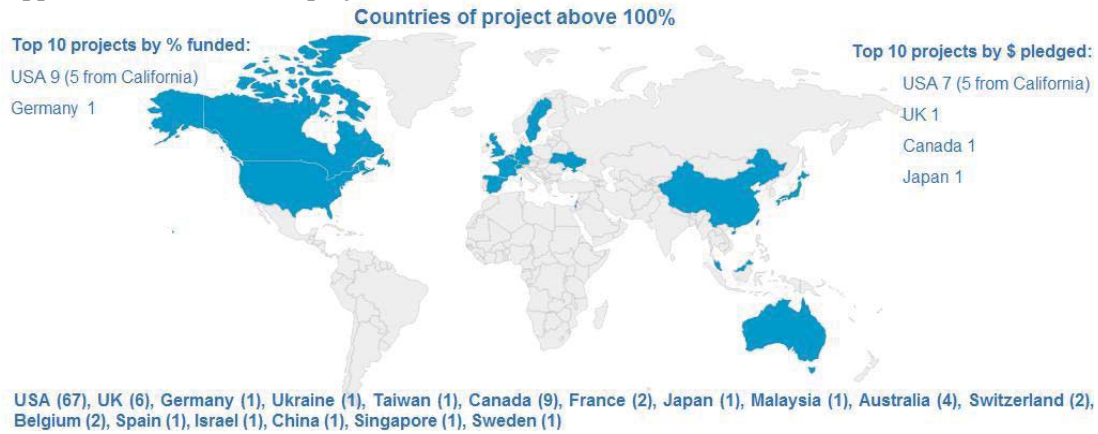 Countries of project above 100%
Top 10 projects by % funded:
USA 9 (5 from California)
Germany 1
Top 10 projects by $ pledged:
USA 7 (5 from California)
UK 1
Canada 1
Japan 1
USA (67), UK (6), Germany (1), Ukraine (1), Taiwan (1), Canada (9), France (2), Japan (1), Malaysia (1), Australia (4), Switzerland (2),
Belgium (2), Spain (1), Israel (1), China (1), Singapore (1), Sweden (1)